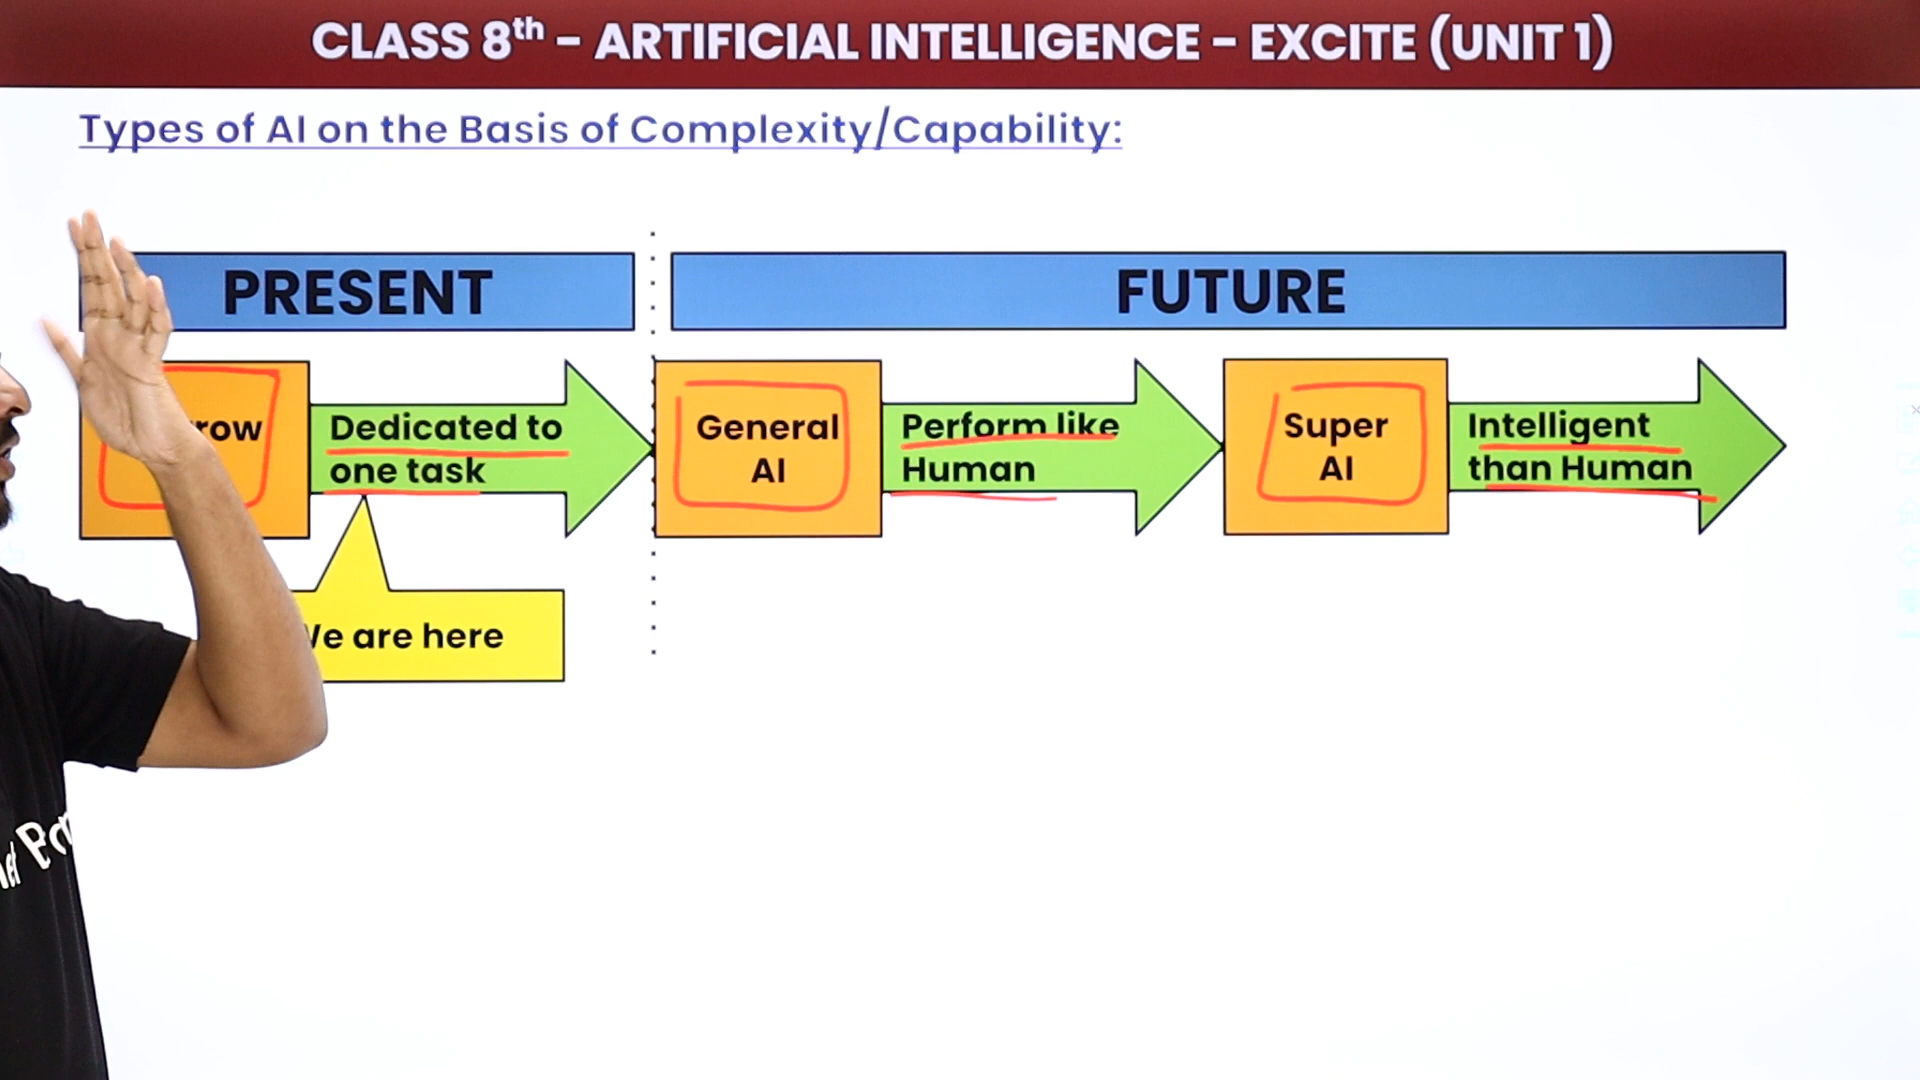 CLASS 8th – ARTIFICIAL INTELLIGENCE – EXCITE (UNIT 1)
Types of AI on the Basis of Complexity/Capability:
PRESENT
FUTURE
Dedicated to
one task
General
AI
Perform like
Human
Super
AI
Intelligent
than Human
are here